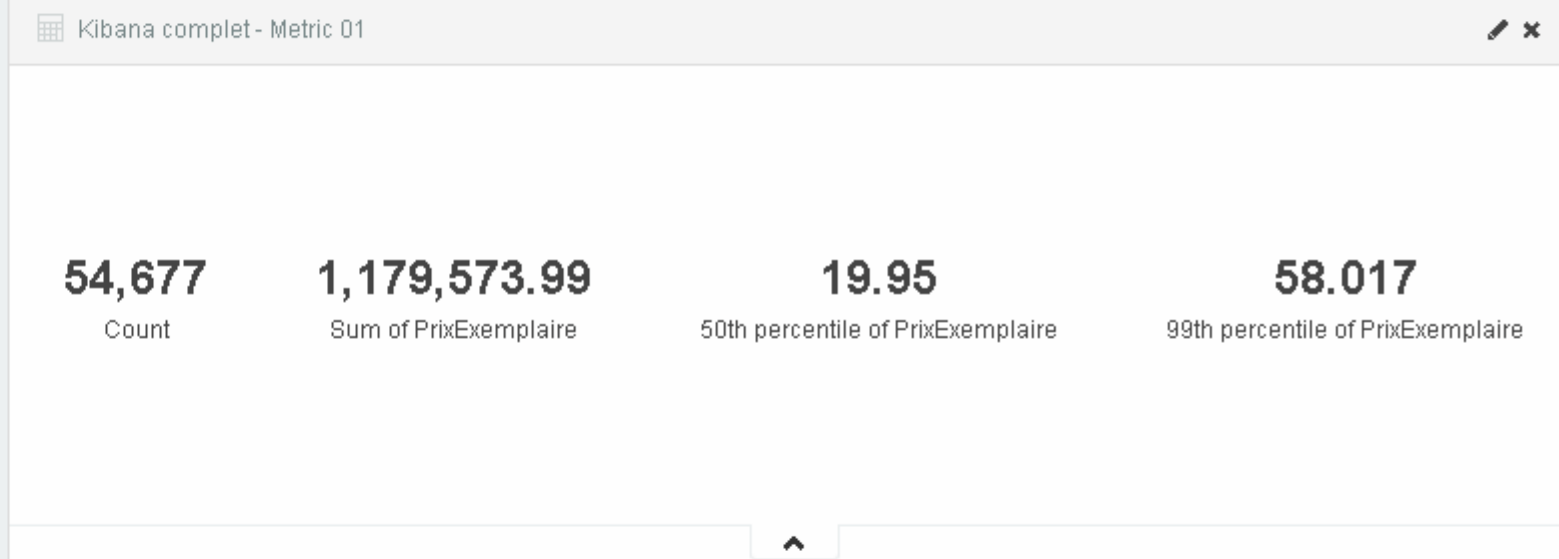 Kibana complet - Metric 01
54,677 1,179,573.99 19.95 58.017
Count Sum of PrixExemplaire 50th percentile of PrixExemplaire 99th percentile of PrixExemplaire